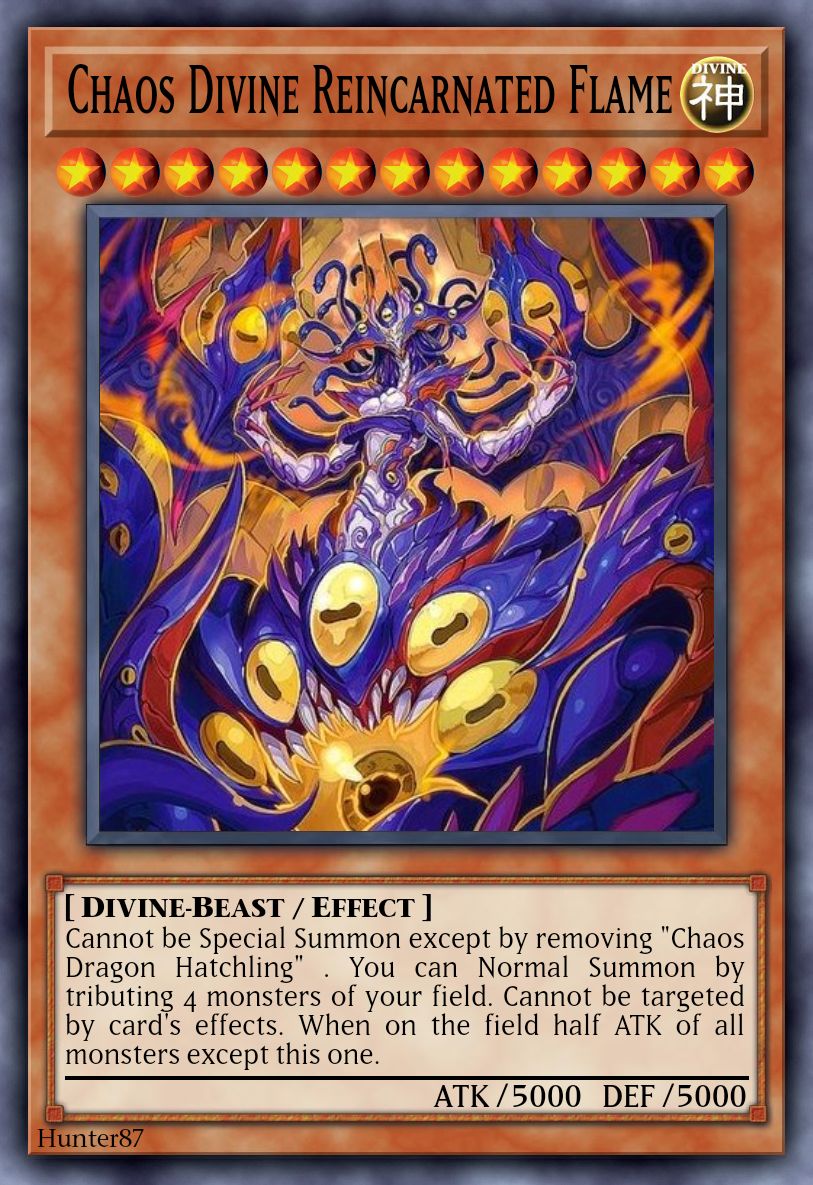 Chaos Divine Reincarnated Flame
DIVINE
神
[ Divine-Beast / Effect ]
Cannot be Special Summon except by removing "Chaos
Dragon Hatchling" . You can Normal Summon by
tributing 4 monsters of your field. Cannot be targeted
by card's effects. When on the field half ATK of all
monsters except this one.
ATK /5000 DEF /5000
Hunter87